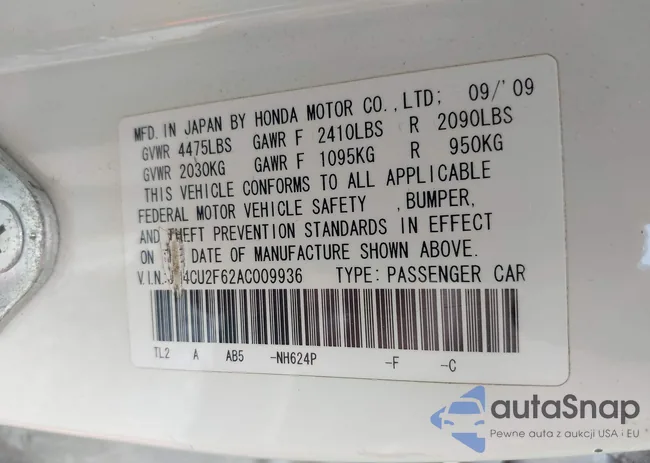 MFD. IN JAPAN BY HONDA MOTOR CO., LTD; 09/'09
GVWR 4475LBS GAWR F 2410LBS R 2090LBS
GVWR 2030KG GAWR F 1095KG R 950KG
THIS VEHICLE CONFORMS TO ALL APPLICABLE
FEDERAL MOTOR VEHICLE SAFETY , BUMPER,
AND THEFT PREVENTION STANDARDS IN EFFECT
ON DATE OF MANUFACTURE SHOWN ABOVE.
V.I.N.: TYPE: PASSENGER CAR
TL2 A AB5 -NH624P -F -C
autaSnap
Pewne auta z aukcji USA i EU